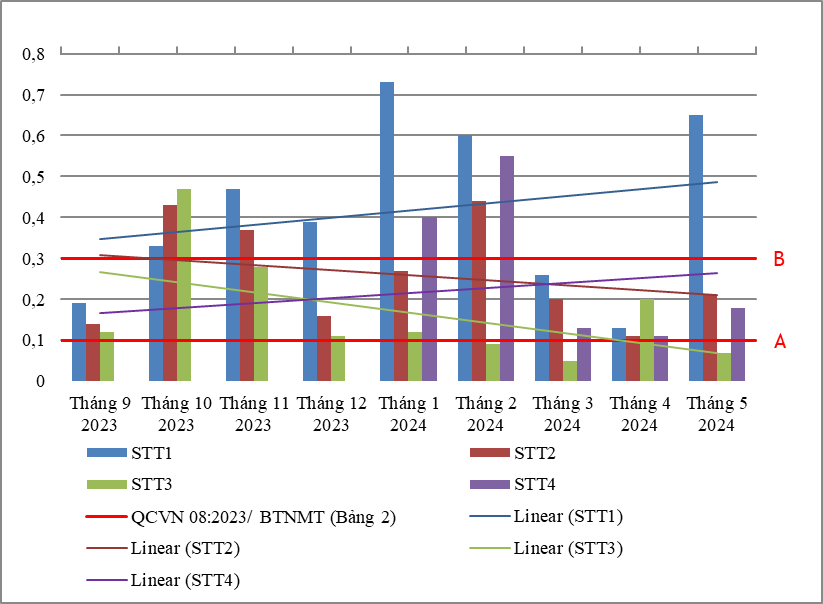 0,8
0,7
0,6
0,5
0,4
0,3
B
0,2
0,1
A
0
Tháng 9 2023
Tháng 10 2023
Tháng 11 2023
Tháng 12 2023
Tháng 1 2024
Tháng 2 2024
Tháng 3 2024
Tháng 4 2024
Tháng 5 2024
STT1
STT2
STT3
STT4
QCVN 08:2023/ BTNMT (Bảng 2)
Linear (STT1)
Linear (STT2)
Linear (STT3)
Linear (STT4)